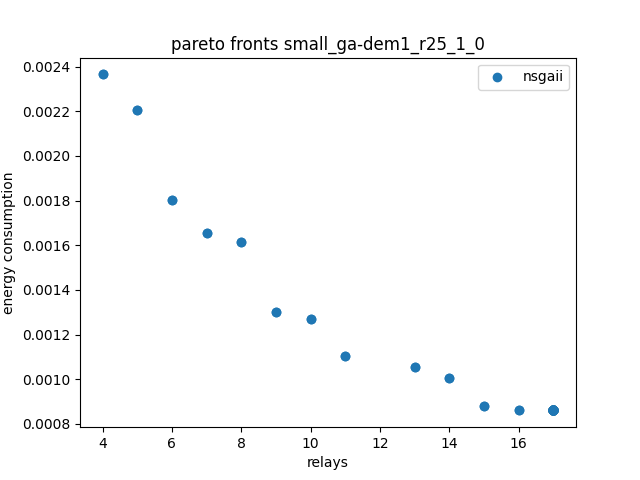 pareto fronts small_ga-dem1_r25_1_0
nsgaii
0.0024
0.0022
0.0020
0.0018
0.0016
0.0014
0.0012
0.0010
0.0008
energy consumption
4 6 8 10 12 14 16
relays